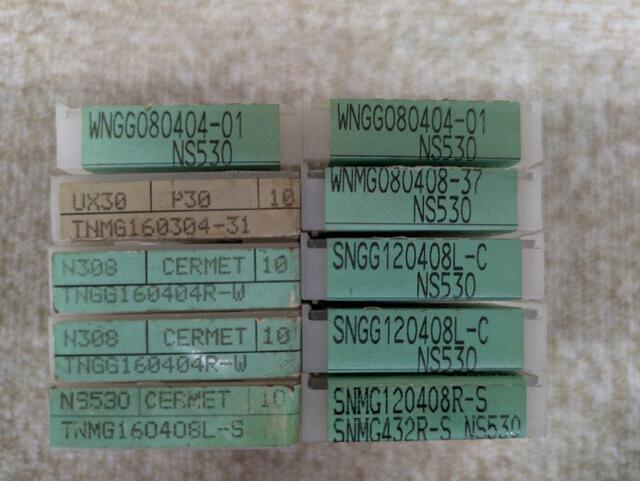 WNGG080404-01
NS530
UX30 P30 10
TNMG160304-31
N308 CERMET 10
TNGG160404R-W
N308 CERMET 10
TNGG160404R-W
NS530 CERMET 10
TNMG160408L-S
WNGG080404-01
NS530
WNMG080408-37
NS530
SNGG120408L-C
NS530
SNGG120408L-C
NS530
SNMG120408R-S
SNMG432R-S NS530